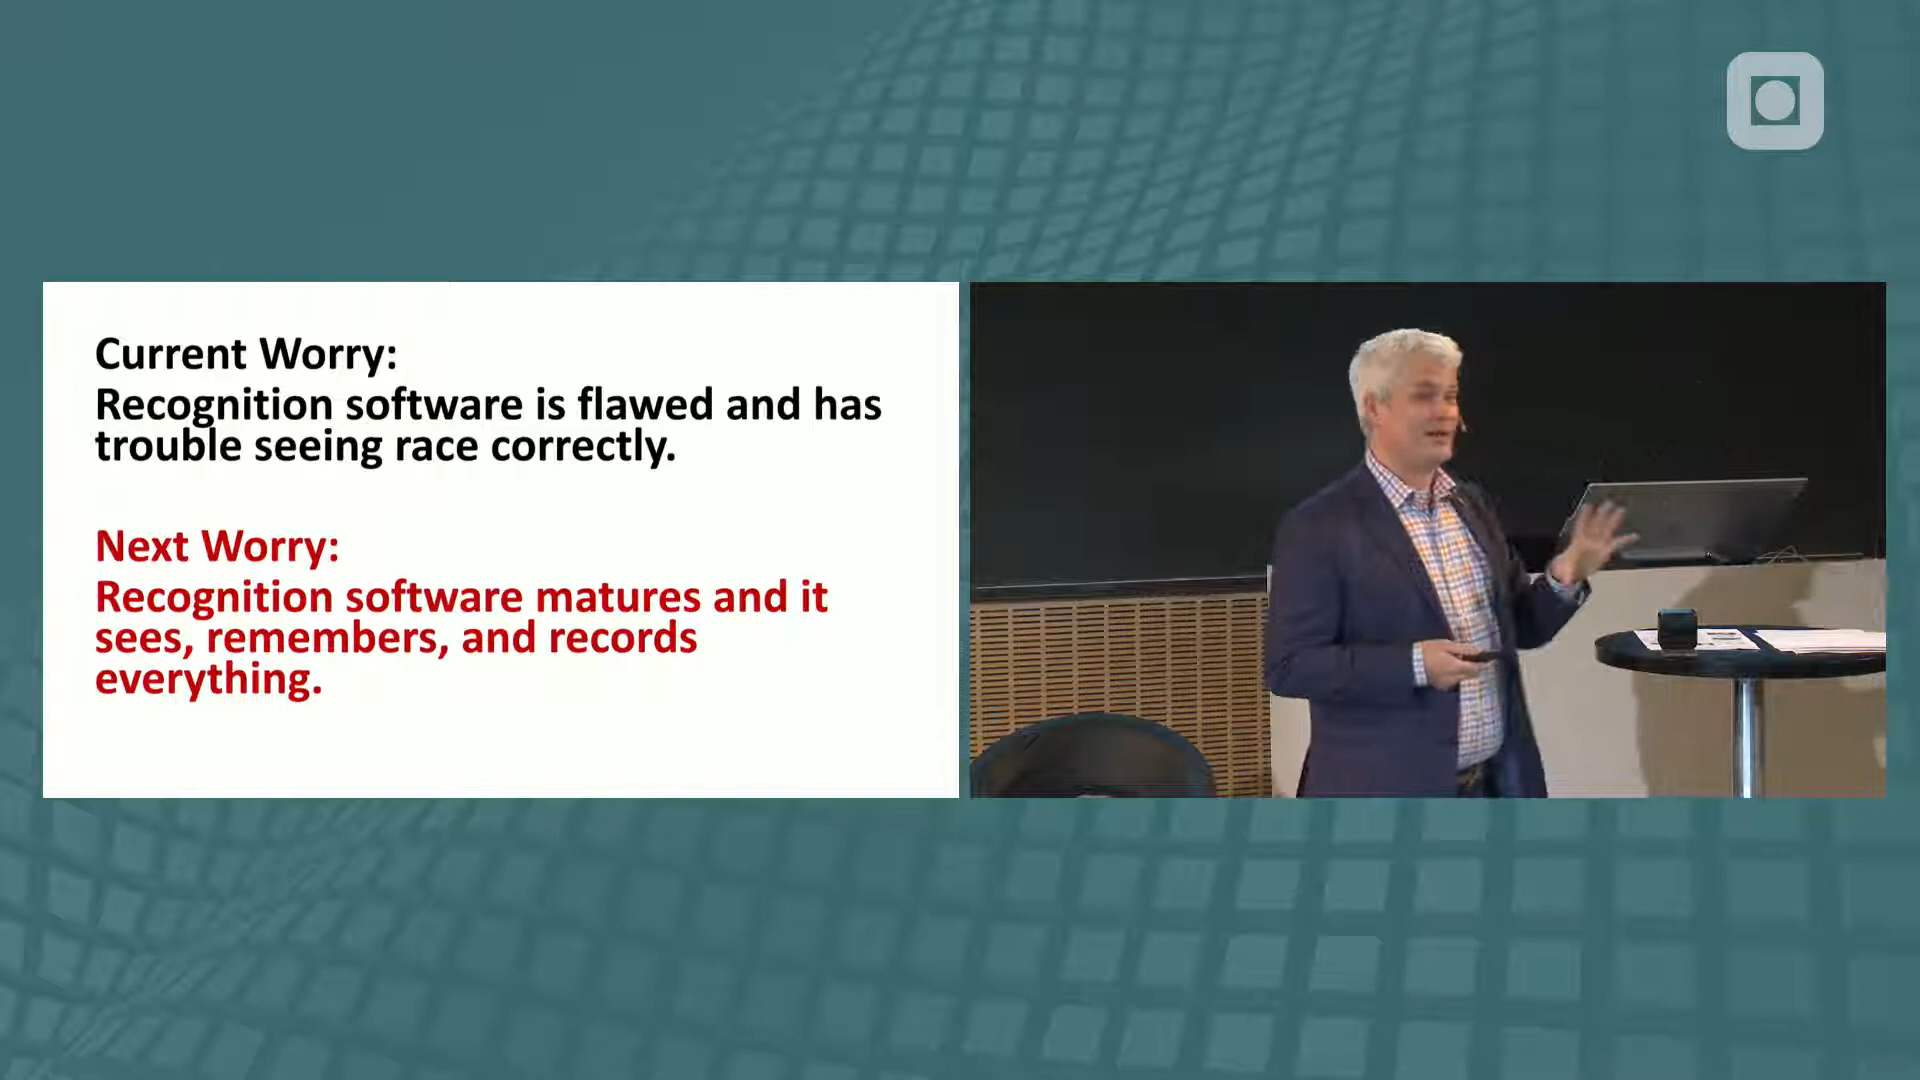 Current Worry:
Recognition software is flawed and has
trouble seeing race correctly.
Next Worry:
Recognition software matures and it
sees, remembers, and records
everything.